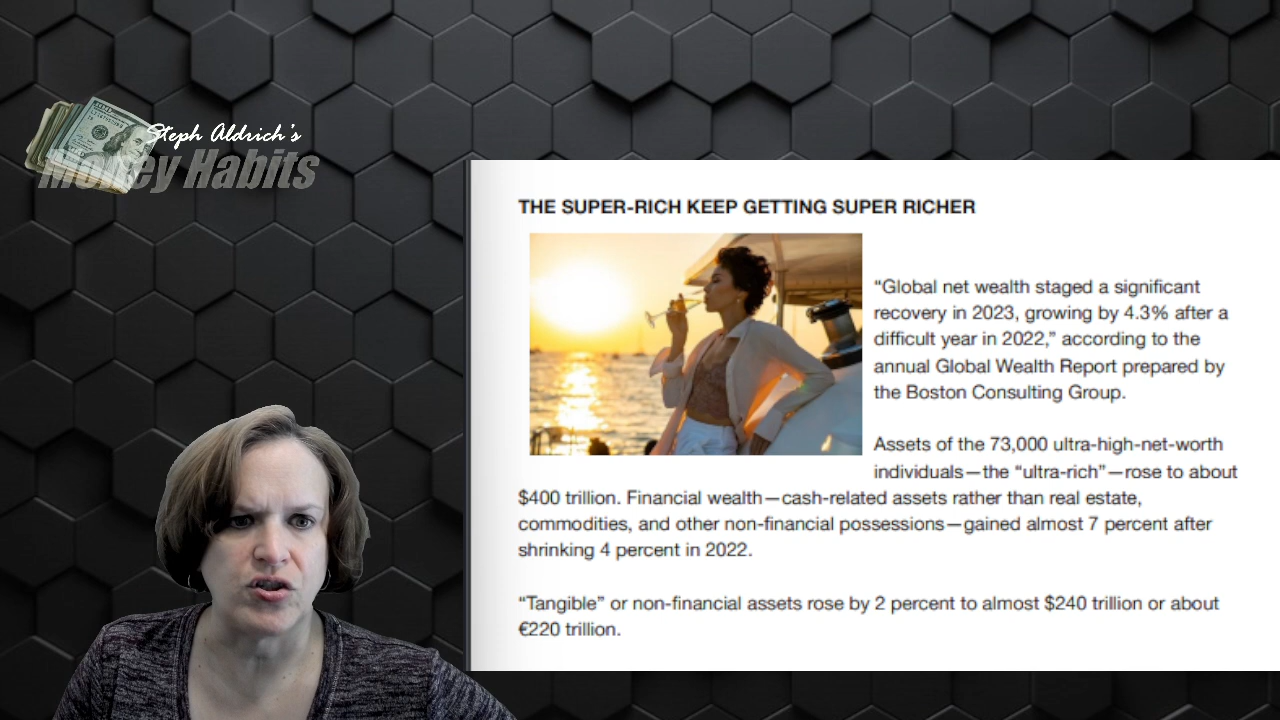 Steph Aldrich's
Money Habits
THE SUPER-RICH KEEP GETTING SUPER RICHER
“Global net wealth staged a significant
recovery in 2023, growing by 4.3% after a
difficult year in 2022,” according to the
annual Global Wealth Report prepared by
the Boston Consulting Group.
Assets of the 73,000 ultra-high-net-worth
individuals—the “ultra-rich”—rose to about
$400 trillion. Financial wealth—cash-related assets rather than real estate,
commodities, and other non-financial possessions—gained almost 7 percent after
shrinking 4 percent in 2022.
“Tangible” or non-financial assets rose by 2 percent to almost $240 trillion or about
€220 trillion.